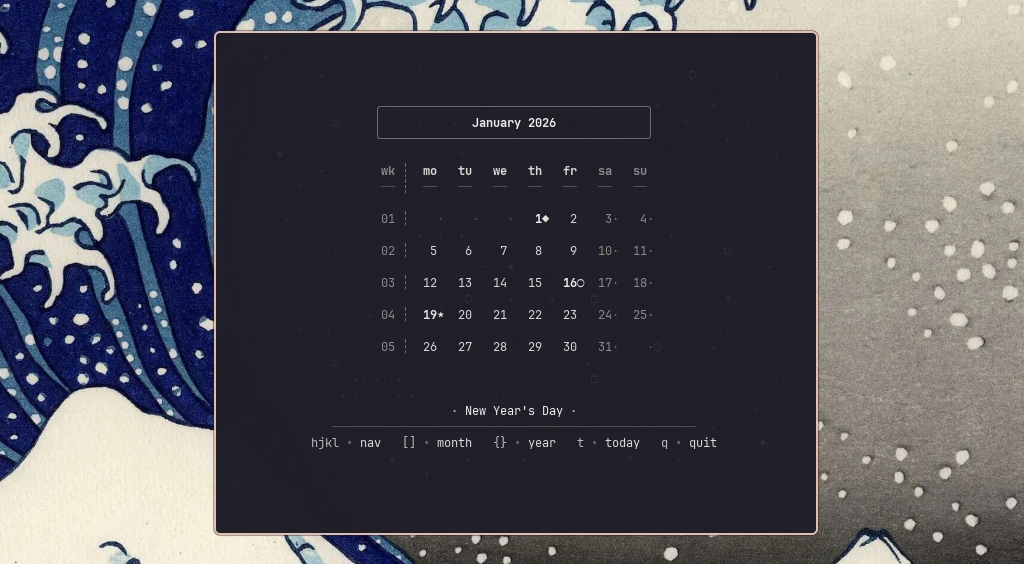 January 2026
wk mo tu we th fr sa su
01 · · · 1◆ 2 3· 4·
02 5 6 7 8 9 10· 11·
03 12 13 14 15 16○ 17· 18·
04 19★ 20 21 22 23 24· 25·
05 26 27 28 29 30 31· ·
· New Year's Day ·
hjkl · nav [] · month {} · year t · today q · quit